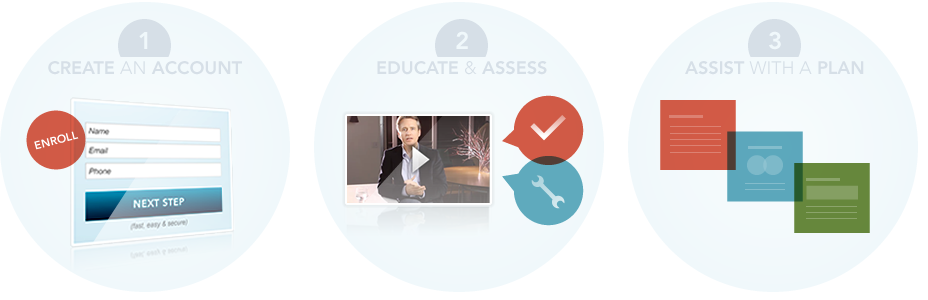 1
CREATE AN ACCOUNT
ENROLL
Name
Email
Phone
NEXT STEP
(fast, easy & secure)
2
EDUCATE & ASSESS
3
ASSIST WITH A PLAN